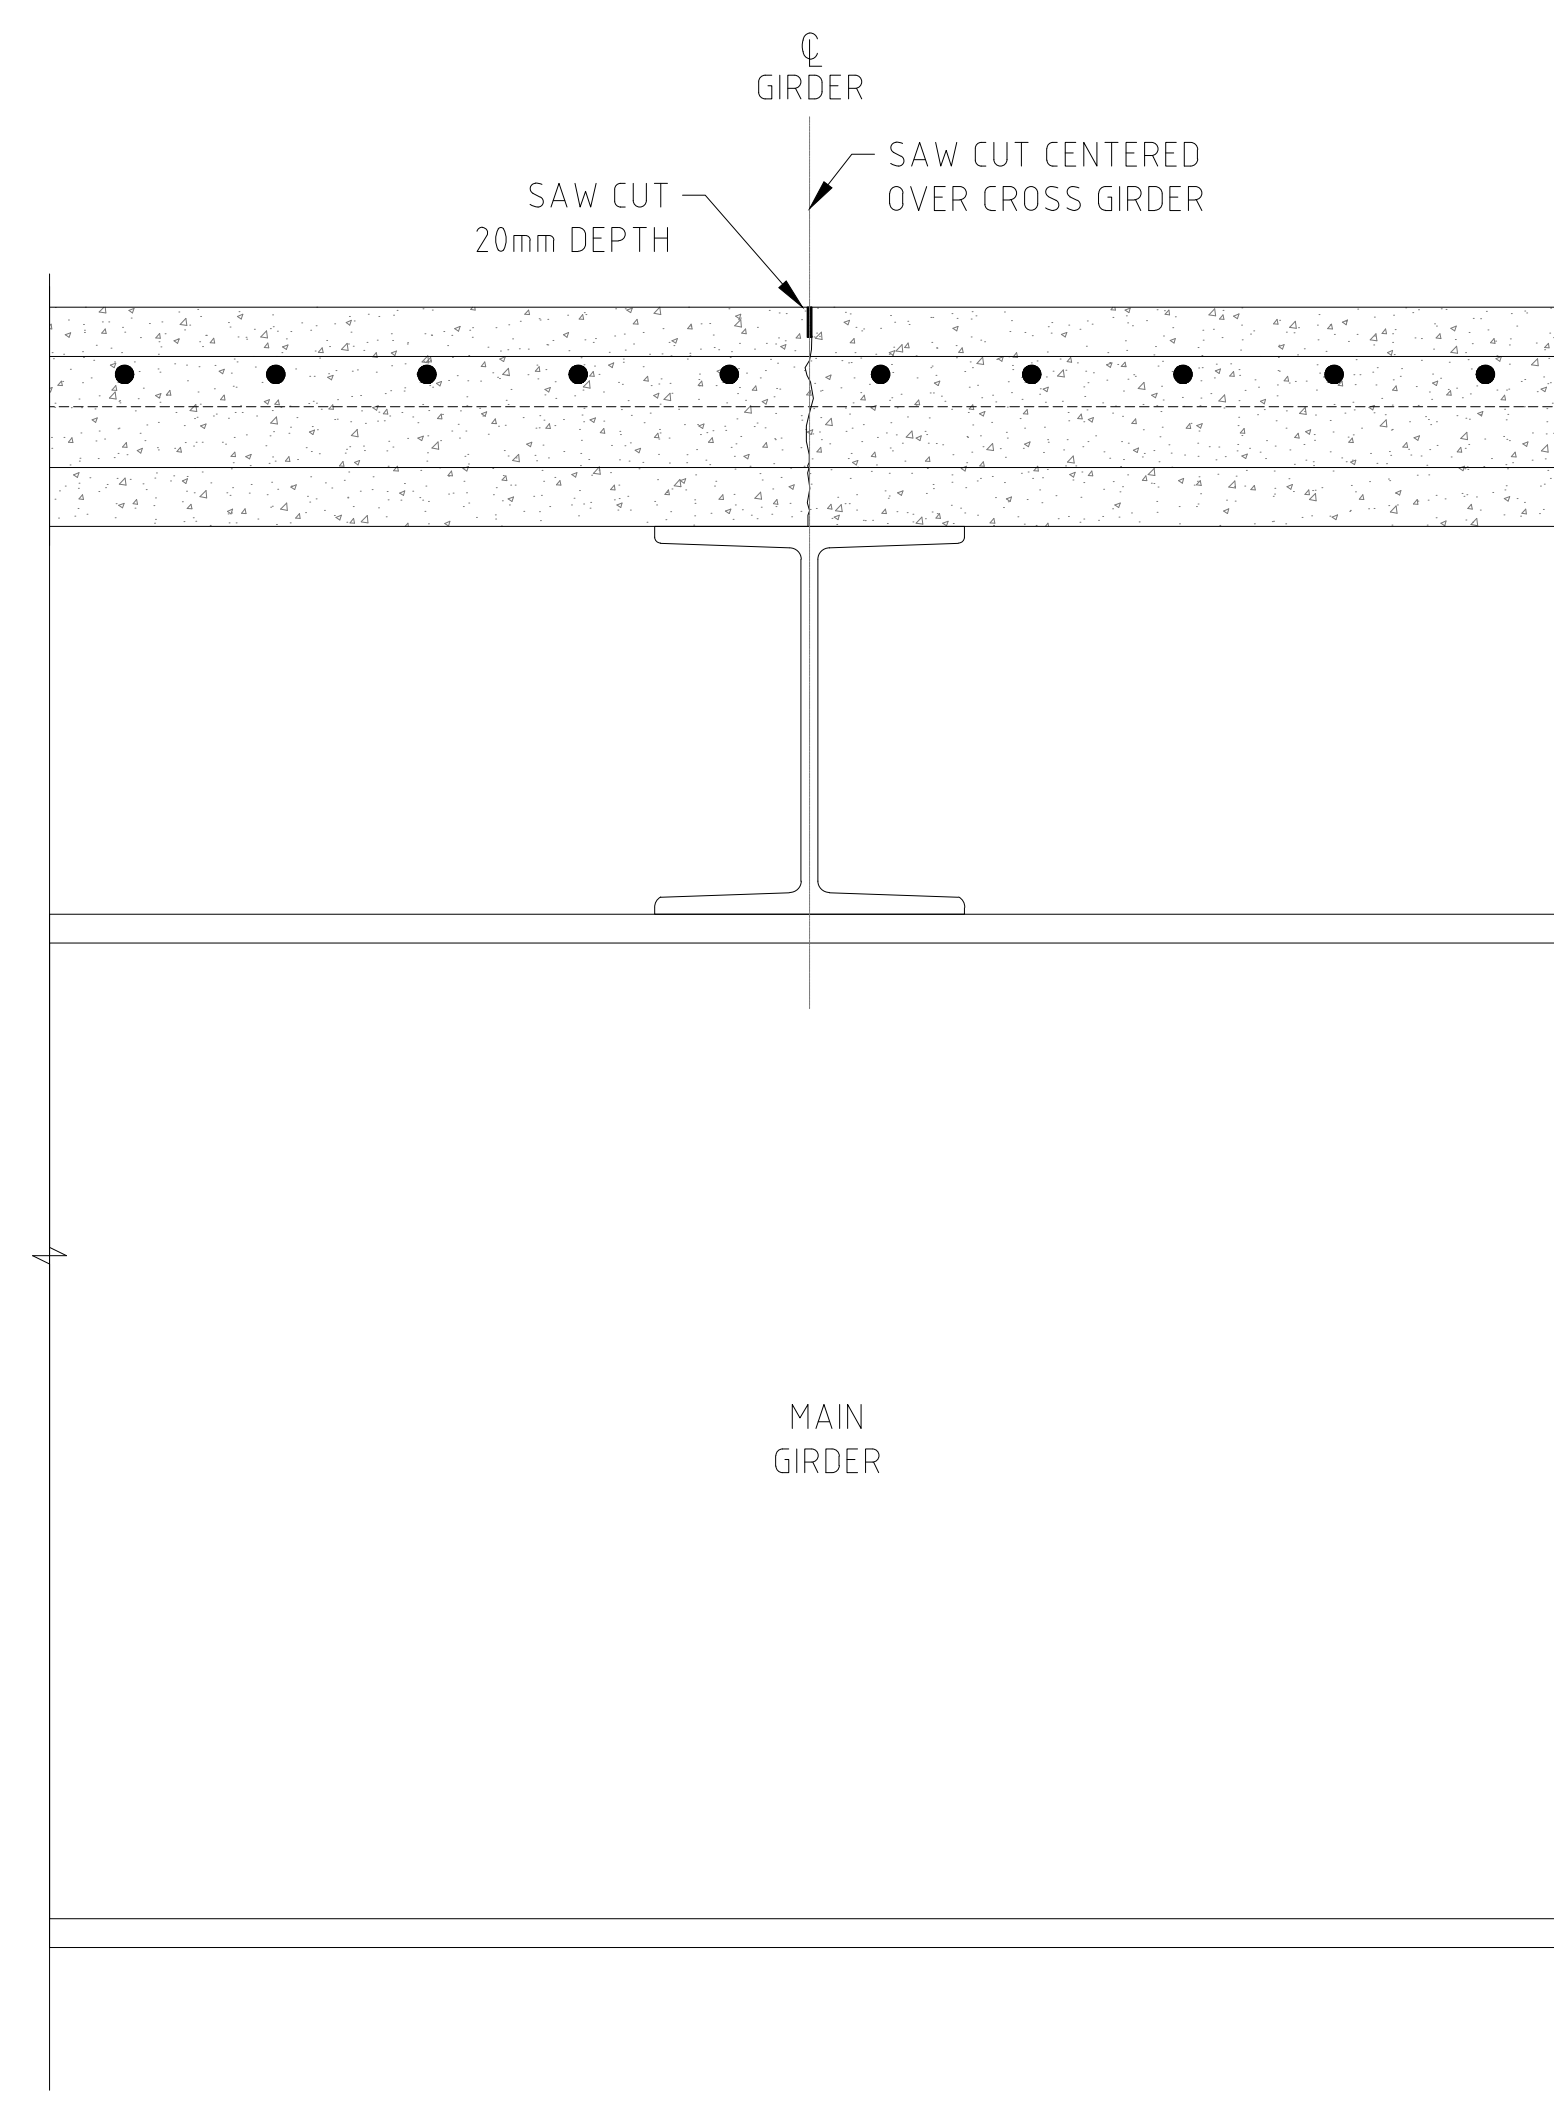 ℄
GIRDER
SAW CUT CENTERED
OVER CROSS GIRDER
SAW CUT
20mm DEPTH
MAIN
GIRDER